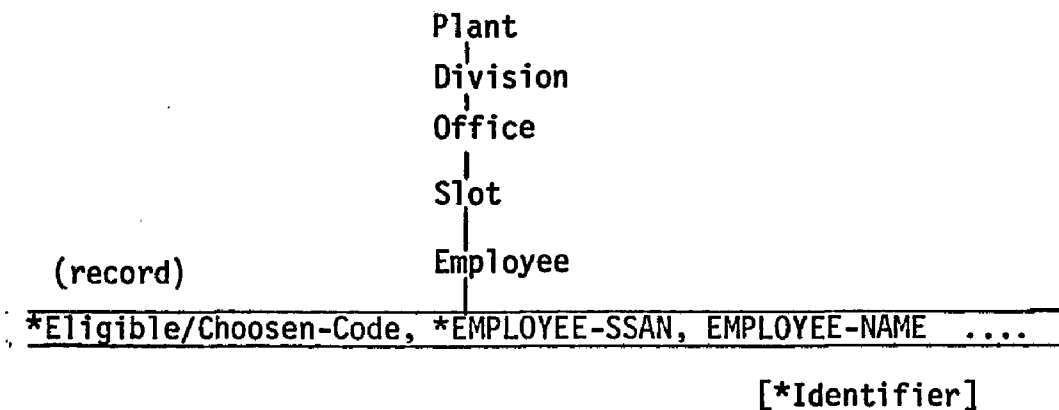 Plant
Division
Office
Slot
Employee
(record)
*Eligible/Choosen-Code, *EMPLOYEE-SSAN, EMPLOYEE-NAME ....
[*Identifier]